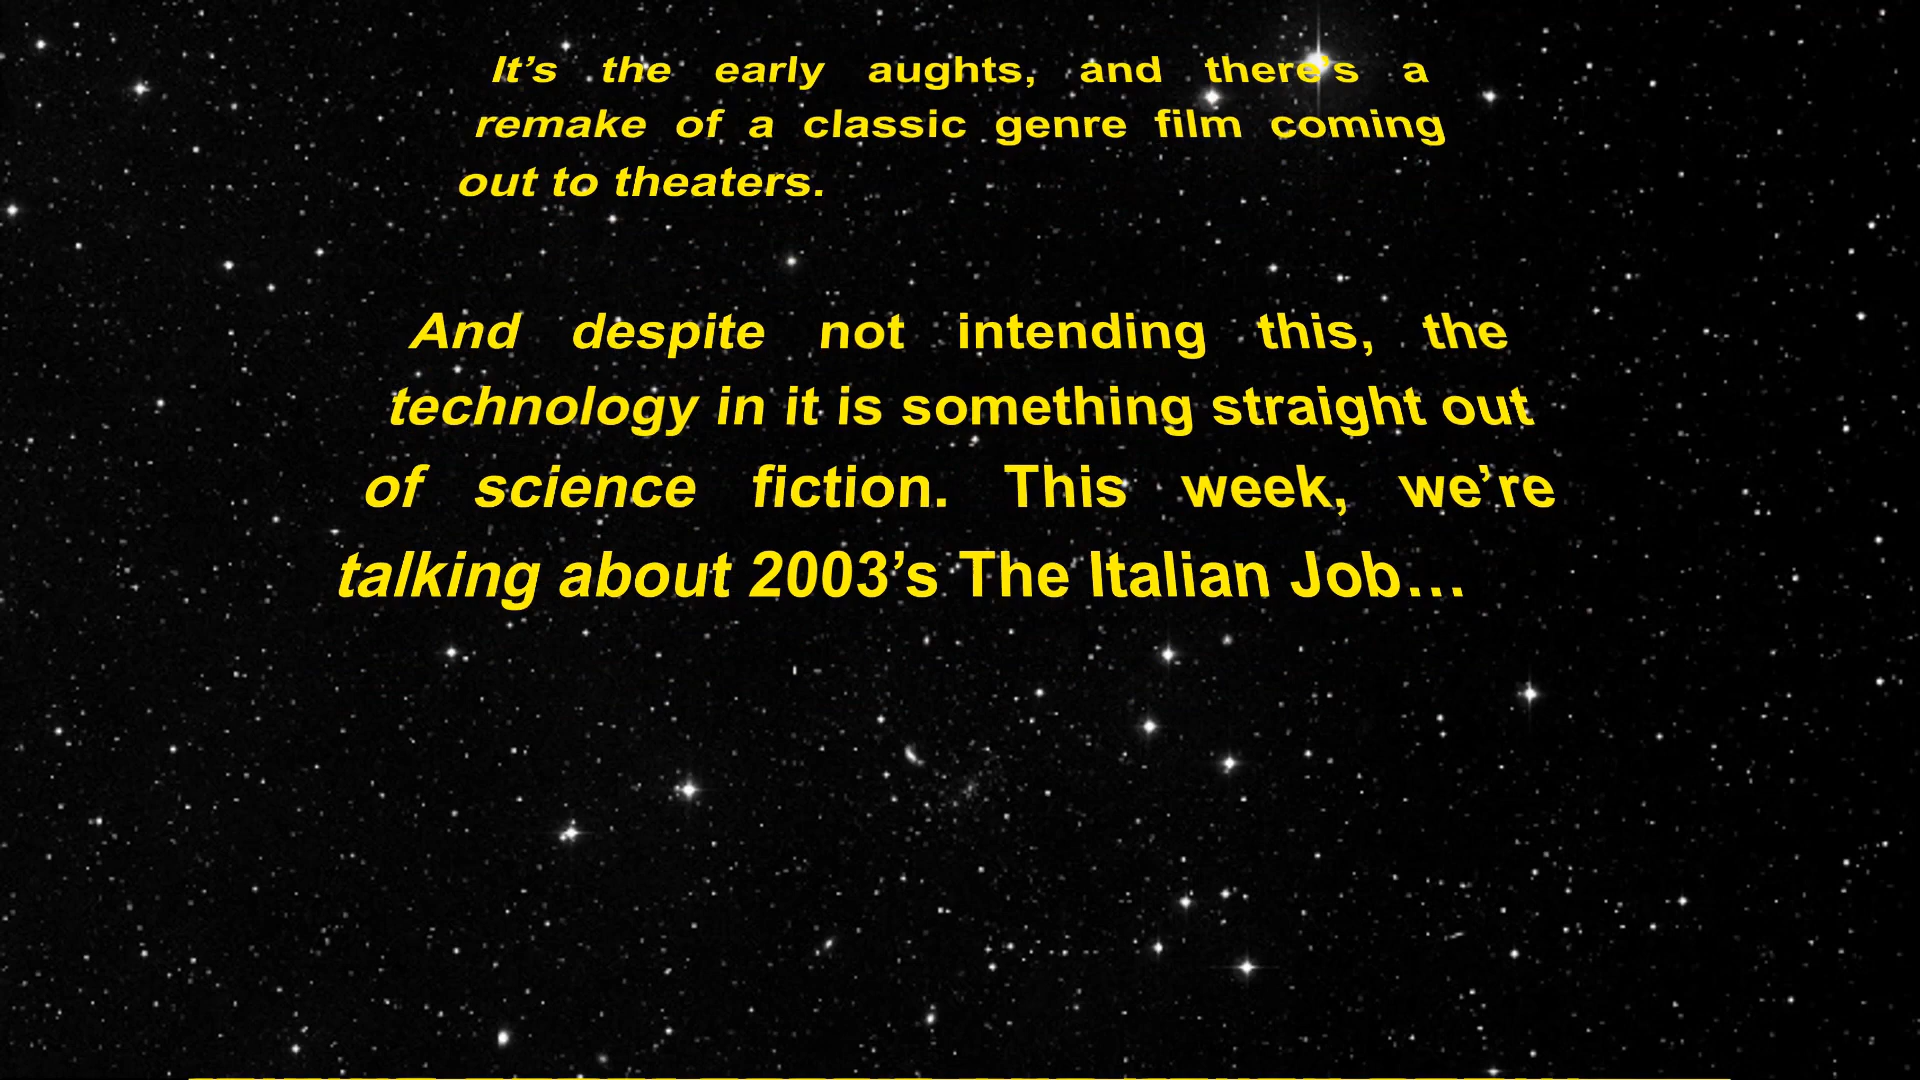 It’s the early aughts, and there’s a
remake of a classic genre film coming
out to theaters.
And despite not intending this, the
technology in it is something straight out
of science fiction. This week, we’re
talking about 2003’s The Italian Job…